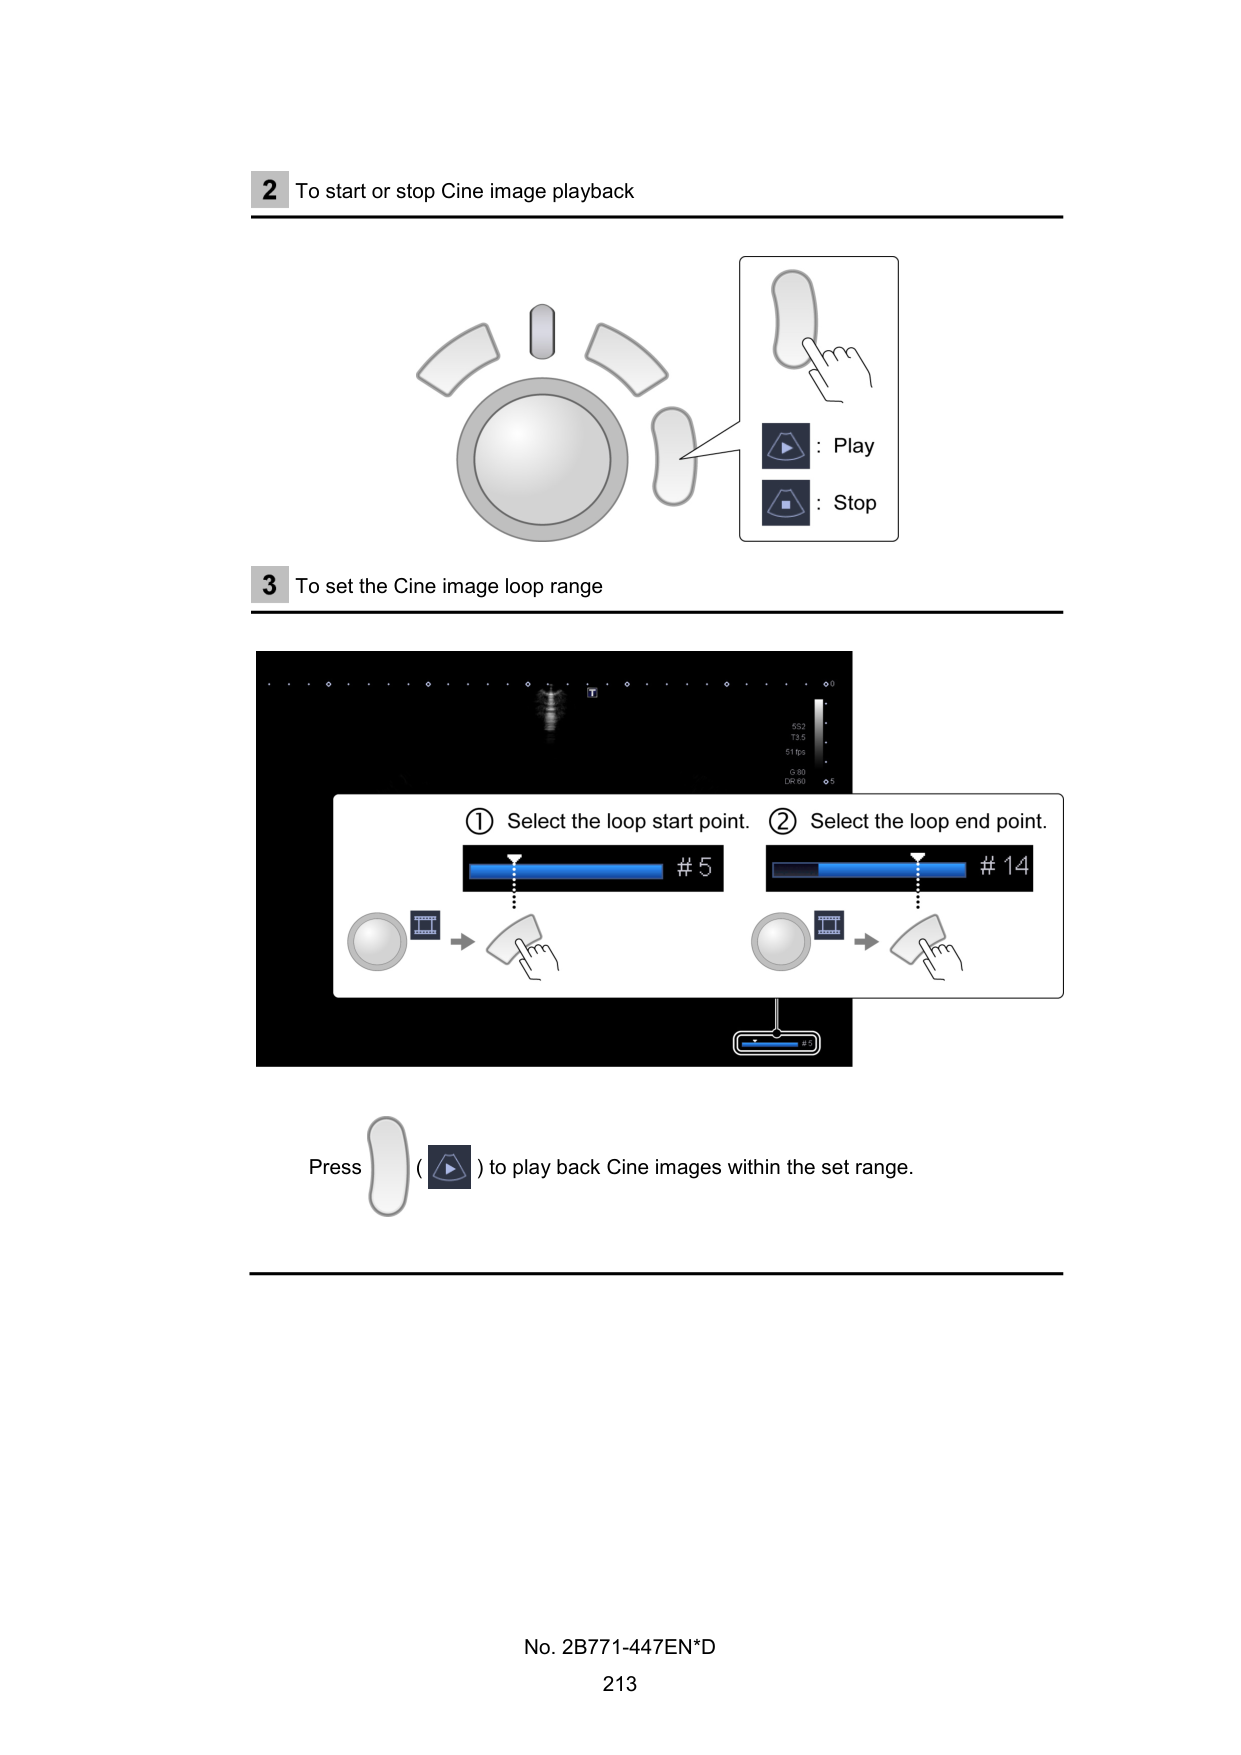 2 To start or stop Cine image playback
: Play
: Stop
3 To set the Cine image loop range
T
0
5S2
T3.5
51 fps
G 80
DR 60
5
① Select the loop start point. ② Select the loop end point.
# 5
# 14
# 5
Press ( ) to play back Cine images within the set range.
No. 2B771-447EN*D
213